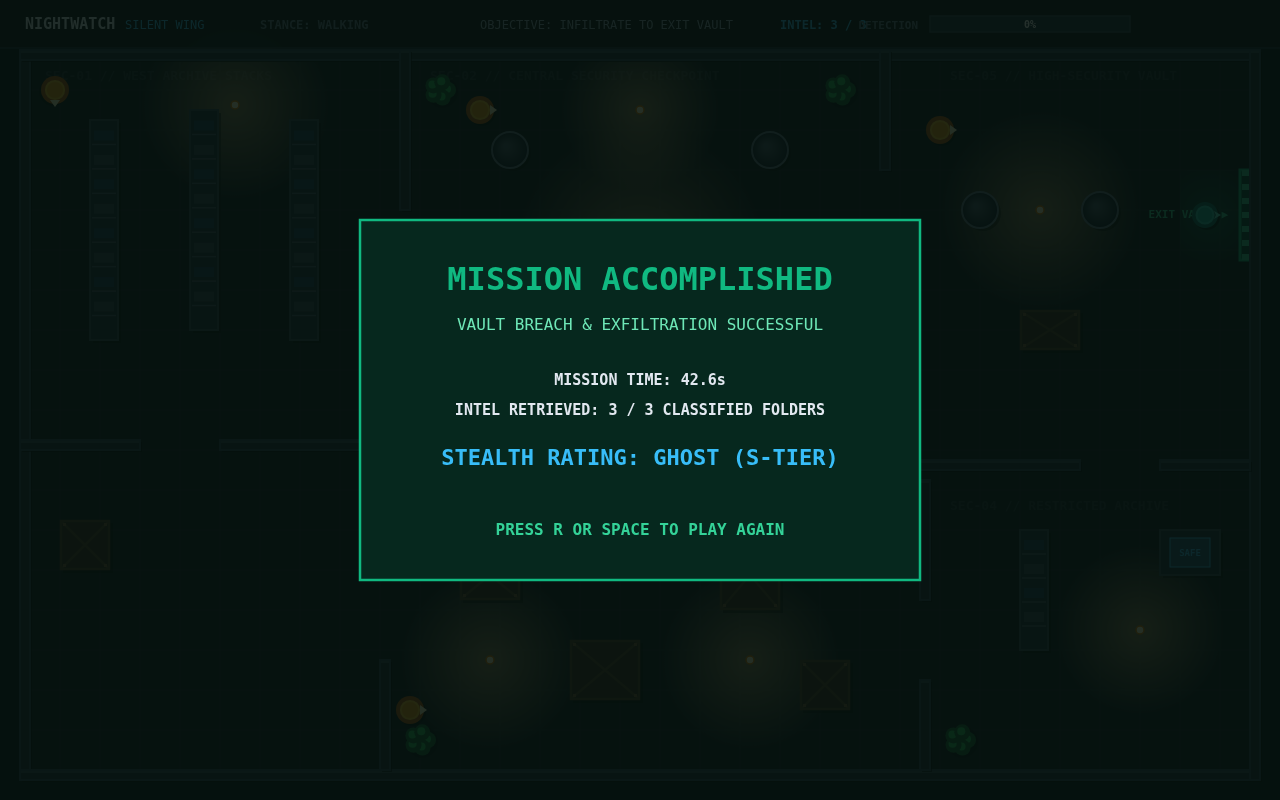 NIGHTWATCH SILENT WING STANCE: WALKING OBJECTIVE: INFILTRATE TO EXIT VAULT INTEL: 3 / DETECTION 0%
MISSION ACCOMPLISHED
VAULT BREACH & EXFILTRATION SUCCESSFUL
MISSION TIME: 42.6s
INTEL RETRIEVED: 3 / 3 CLASSIFIED FOLDERS
STEALTH RATING: GHOST (S-TIER)
PRESS R OR SPACE TO PLAY AGAIN
EXIT
SAFE